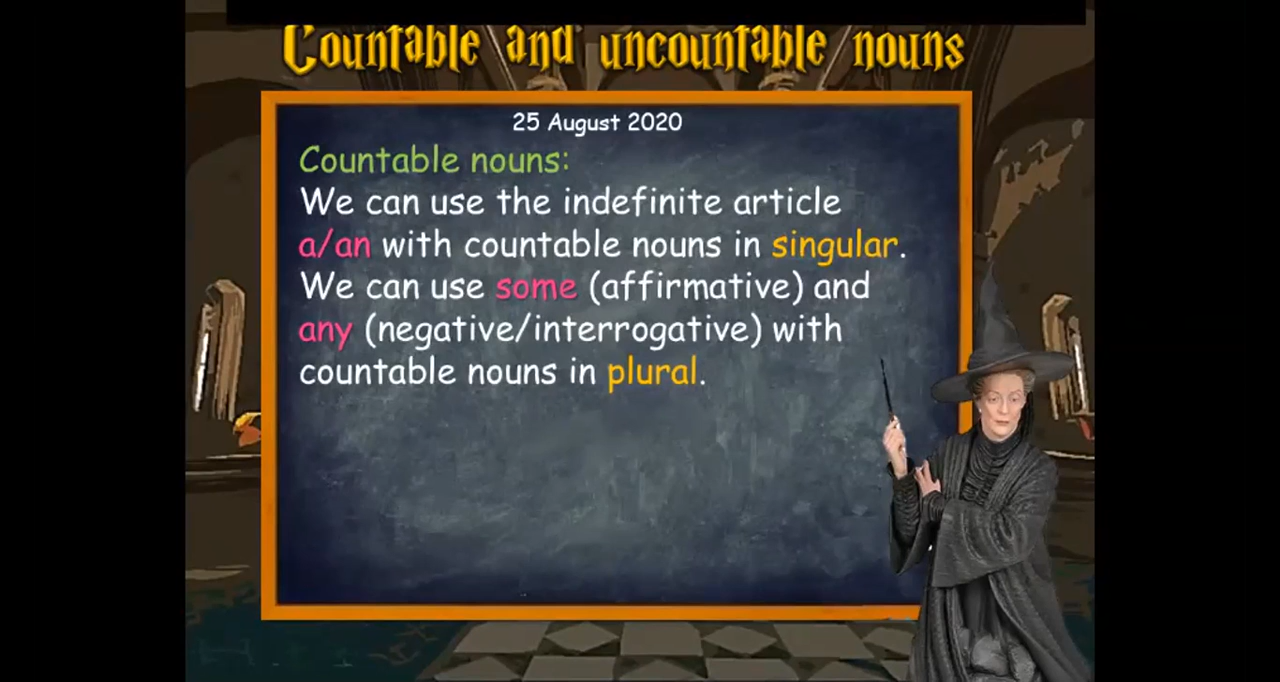 Countable and uncountable nouns
25 August 2020
Countable nouns:
We can use the indefinite article
a/an with countable nouns in singular.
We can use some (affirmative) and
any (negative/interrogative) with
countable nouns in plural.